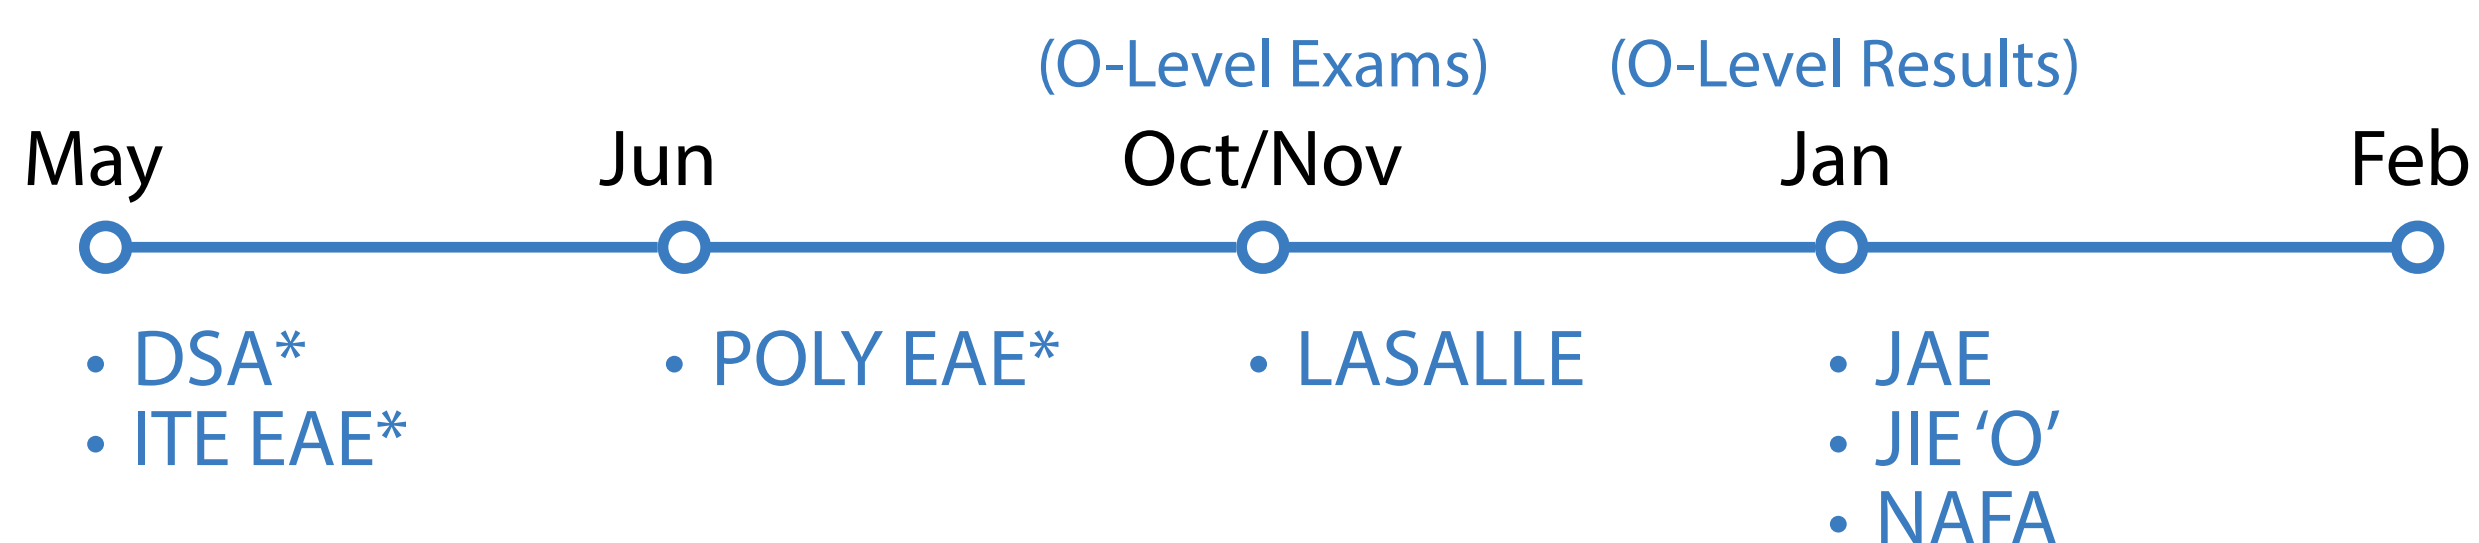 (O-Level Exams) (O-Level Results)
May Jun Oct/Nov Jan Feb
• DSA* • POLY EAE* • LASALLE • JAE
• ITE EAE* • JIE ‘O’
• NAFA